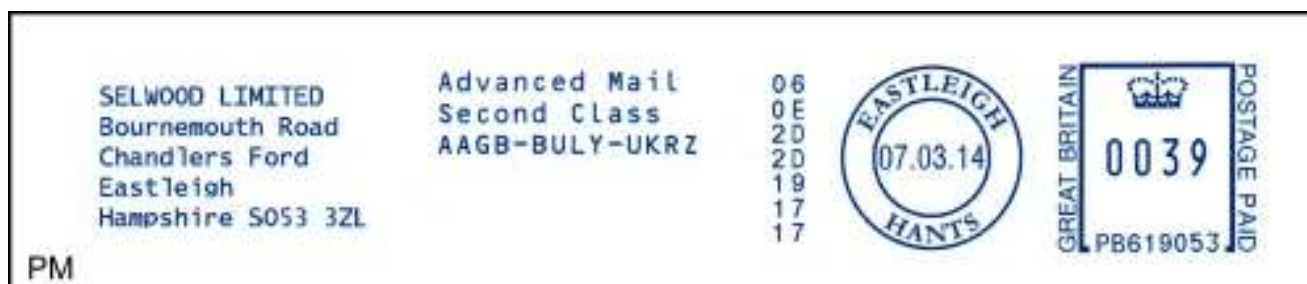 SELWOOD LIMITED
Bournemouth Road
Chandlers Ford
Eastleigh
Hampshire SO53 3ZL
Advanced Mail
Second Class
AAGB-BULY-UKRZ
06
0E
2D
2D
19
17
17
EASTLEIGH
07.03.14
HANTS
GREAT BRITAIN
0039
PB619053
POSTAGE PAID
PM